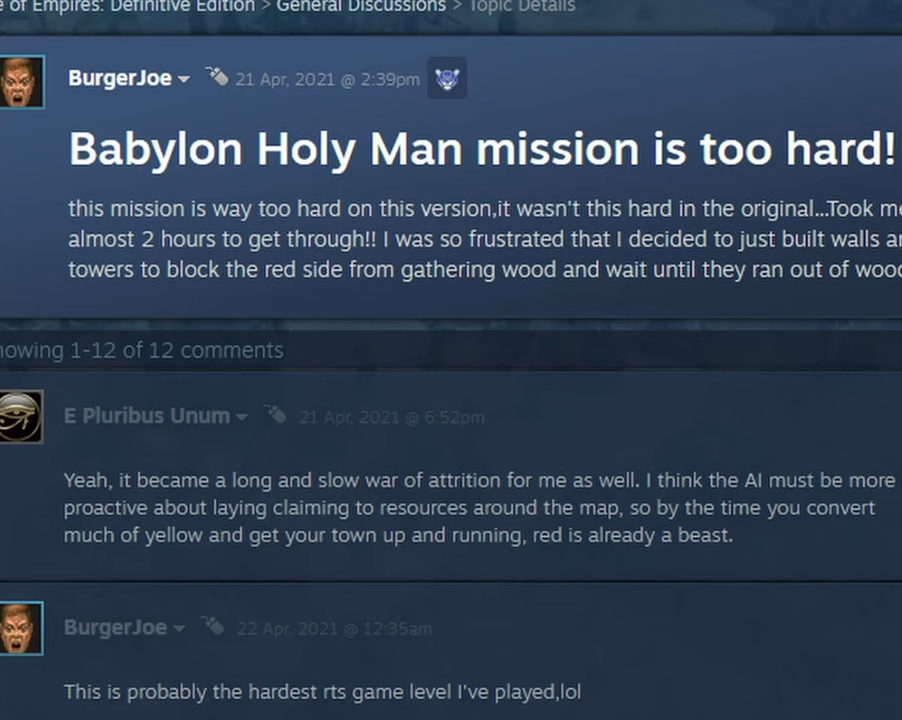 e of Empires: Definitive Edition > General Discussions > Topic Details
BurgerJoe 21 Apr, 2021 @ 2:39pm
Babylon Holy Man mission is too hard!
this mission is way too hard on this version,it wasn't this hard in the original...Took me
almost 2 hours to get through!! I was so frustrated that I decided to just built walls an
towers to block the red side from gathering wood and wait until they ran out of wood
howing 1-12 of 12 comments
E Pluribus Unum 21 Apr, 2021 @ 6:52pm
Yeah, it became a long and slow war of attrition for me as well. I think the AI must be more
proactive about laying claiming to resources around the map, so by the time you convert
much of yellow and get your town up and running, red is already a beast.
BurgerJoe 22 Apr, 2021 @ 12:35am
This is probably the hardest rts game level I've played,lol